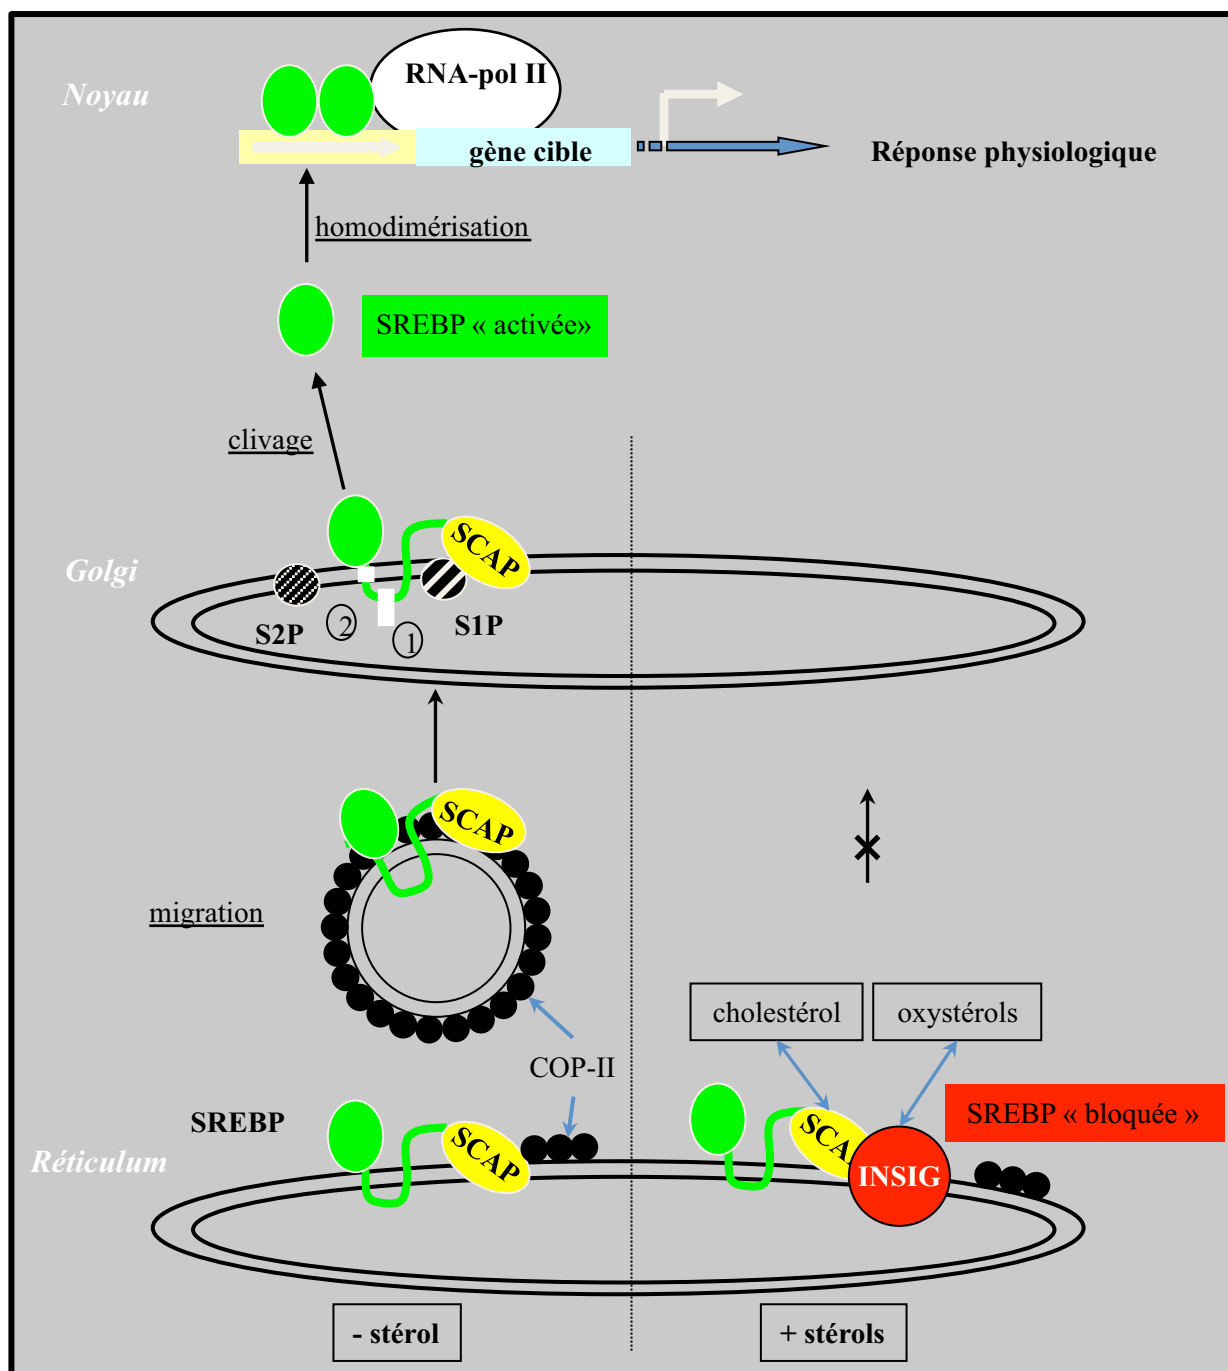 RNA-pol II
Noyau
gène cible
Réponse physiologique
homodimérisation
SREBP « activée»
clivage
SCAP
Golgi
S2P
2
1
S1P
SCAP
migration
cholestérol
oxystérols
COP-II
SREBP
SREBP « bloquée »
SCAP
SCAP
INSIG
Réticulum
- stérol
+ stérols